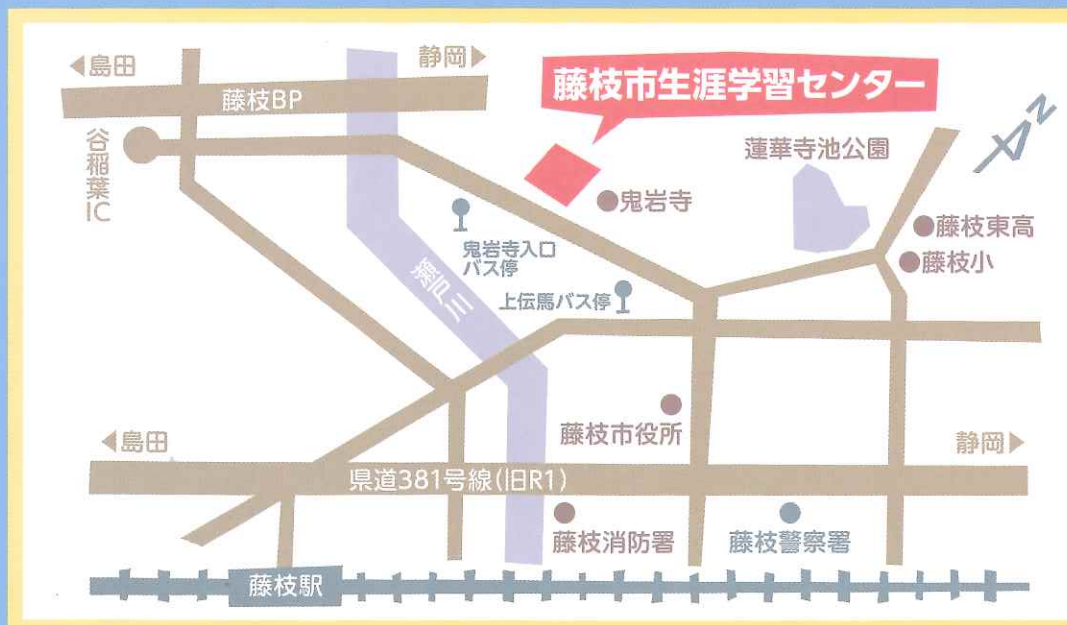 ◀島田
静岡▶
藤枝BP
藤枝市生涯学習センター
N
谷稲葉IC
蓮華寺池公園
鬼岩寺
藤枝東高
藤枝小
鬼岩寺入口
バス停
瀬戸川
上伝馬バス停
藤枝市役所
◀島田
静岡▶
県道381号線(旧R1)
藤枝消防署
藤枝警察署
藤枝駅